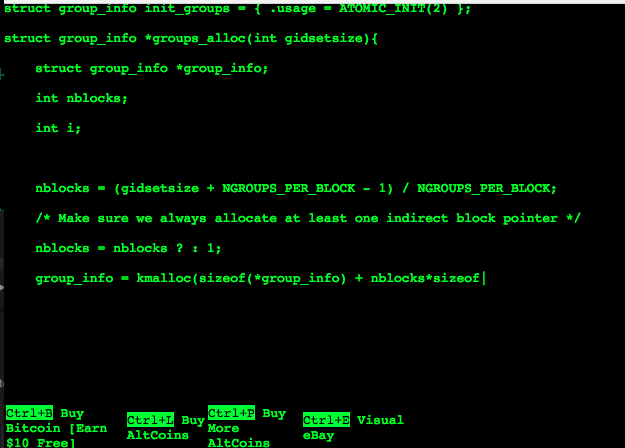 struct group_info init_groups = { .usage = ATOMIC_INIT(2) };
struct group_info *groups_alloc(int gidsetsize){
struct group_info *group_info;
int nblocks;
int i;
nblocks = (gidsetsize + NGROUPS_PER_BLOCK - 1) / NGROUPS_PER_BLOCK;
/* Make sure we always allocate at least one indirect block pointer */
nblocks = nblocks ? : 1;
group_info = kmalloc(sizeof(*group_info) + nblocks*sizeof|
Ctrl+B Buy
Bitcoin [Earn
$10 Free]
Ctrl+L Buy
AltCoins
Ctrl+P Buy
More
AltCoins
Ctrl+E Visual
eBay